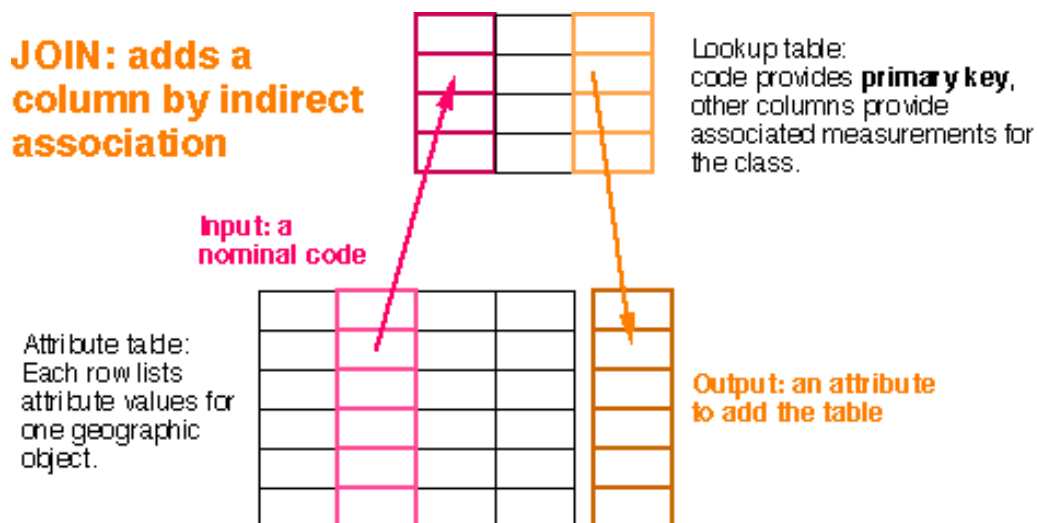 JOIN: adds a
column by indirect
association
Lookup table:
code provides primary key,
other columns provide
associated measurements for
the class.
Input: a
nominal code
Attribute table:
Each row lists
attribute values for
one geographic
object.
Output: an attribute
to add the table